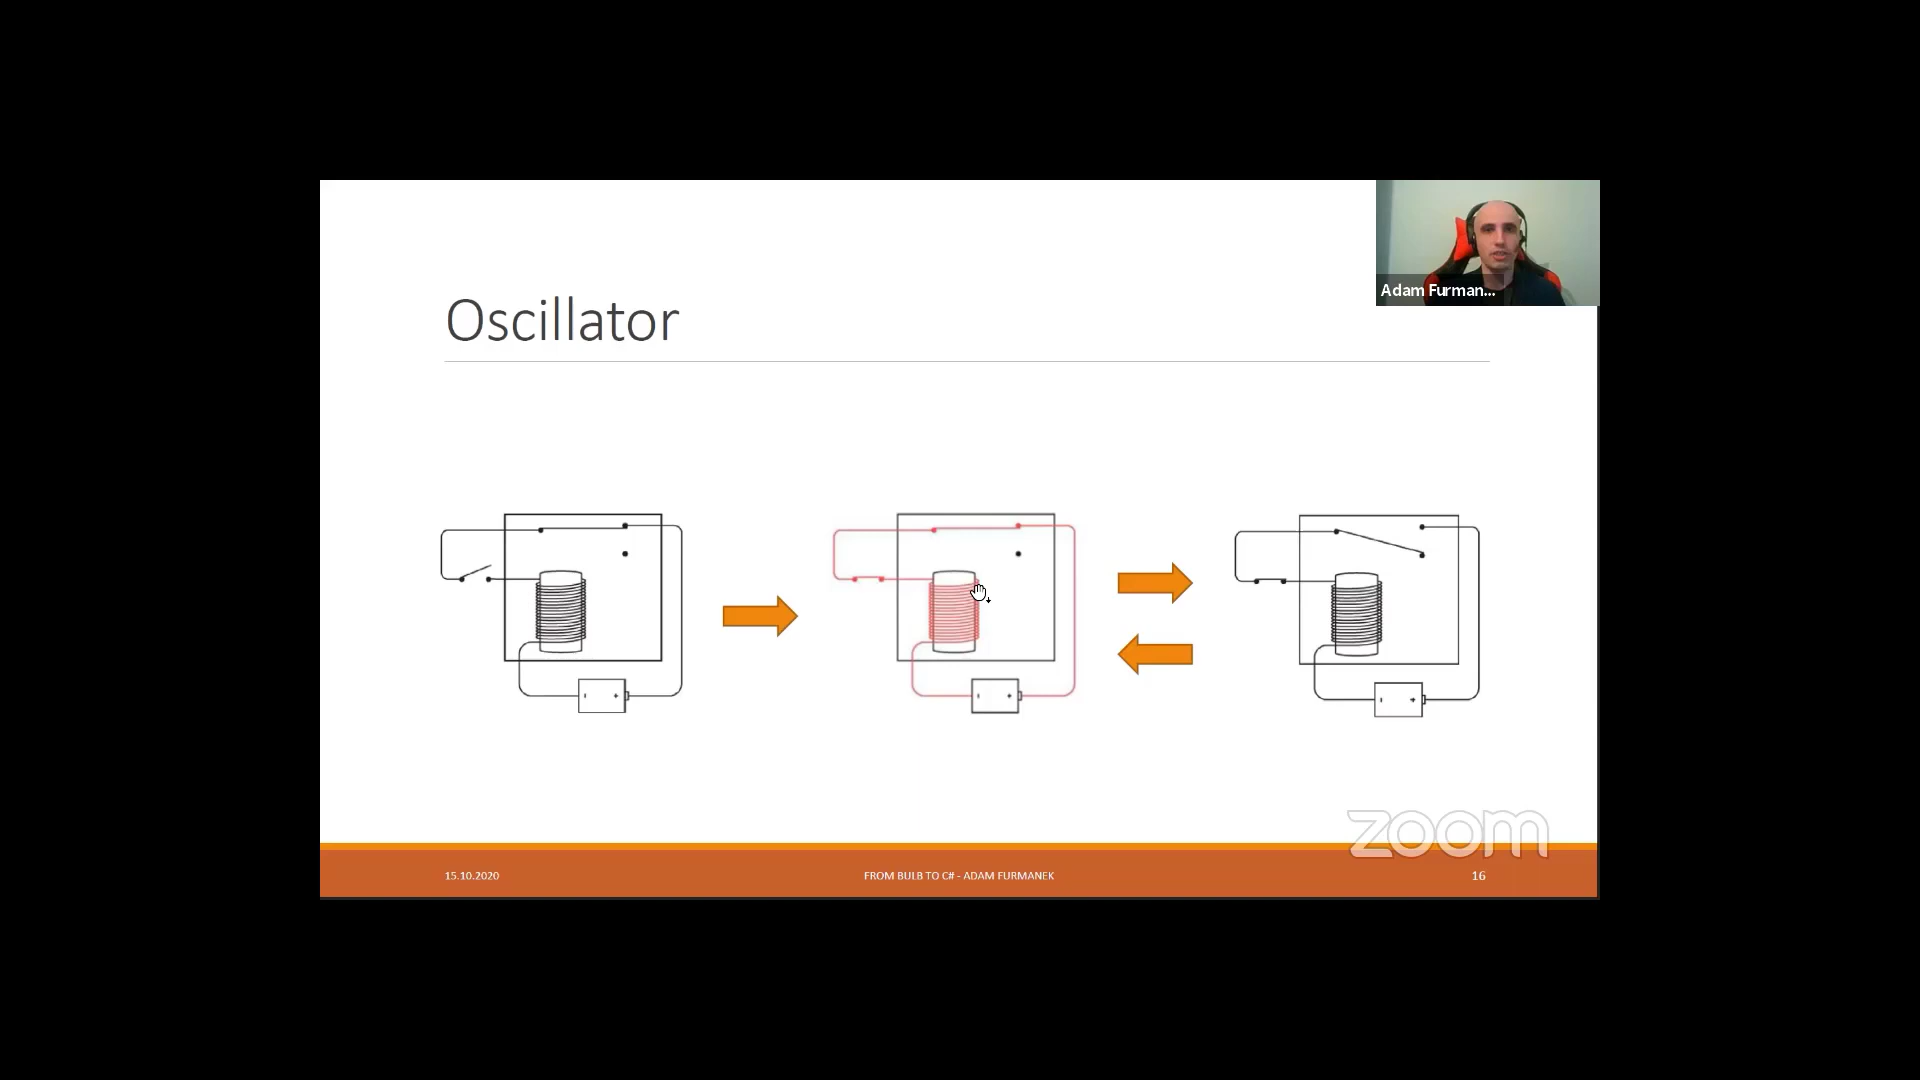 Adam Furman...
Oscillator
zoom
15.10.2020
FROM BULB TO C# - ADAM FURMANEK
16